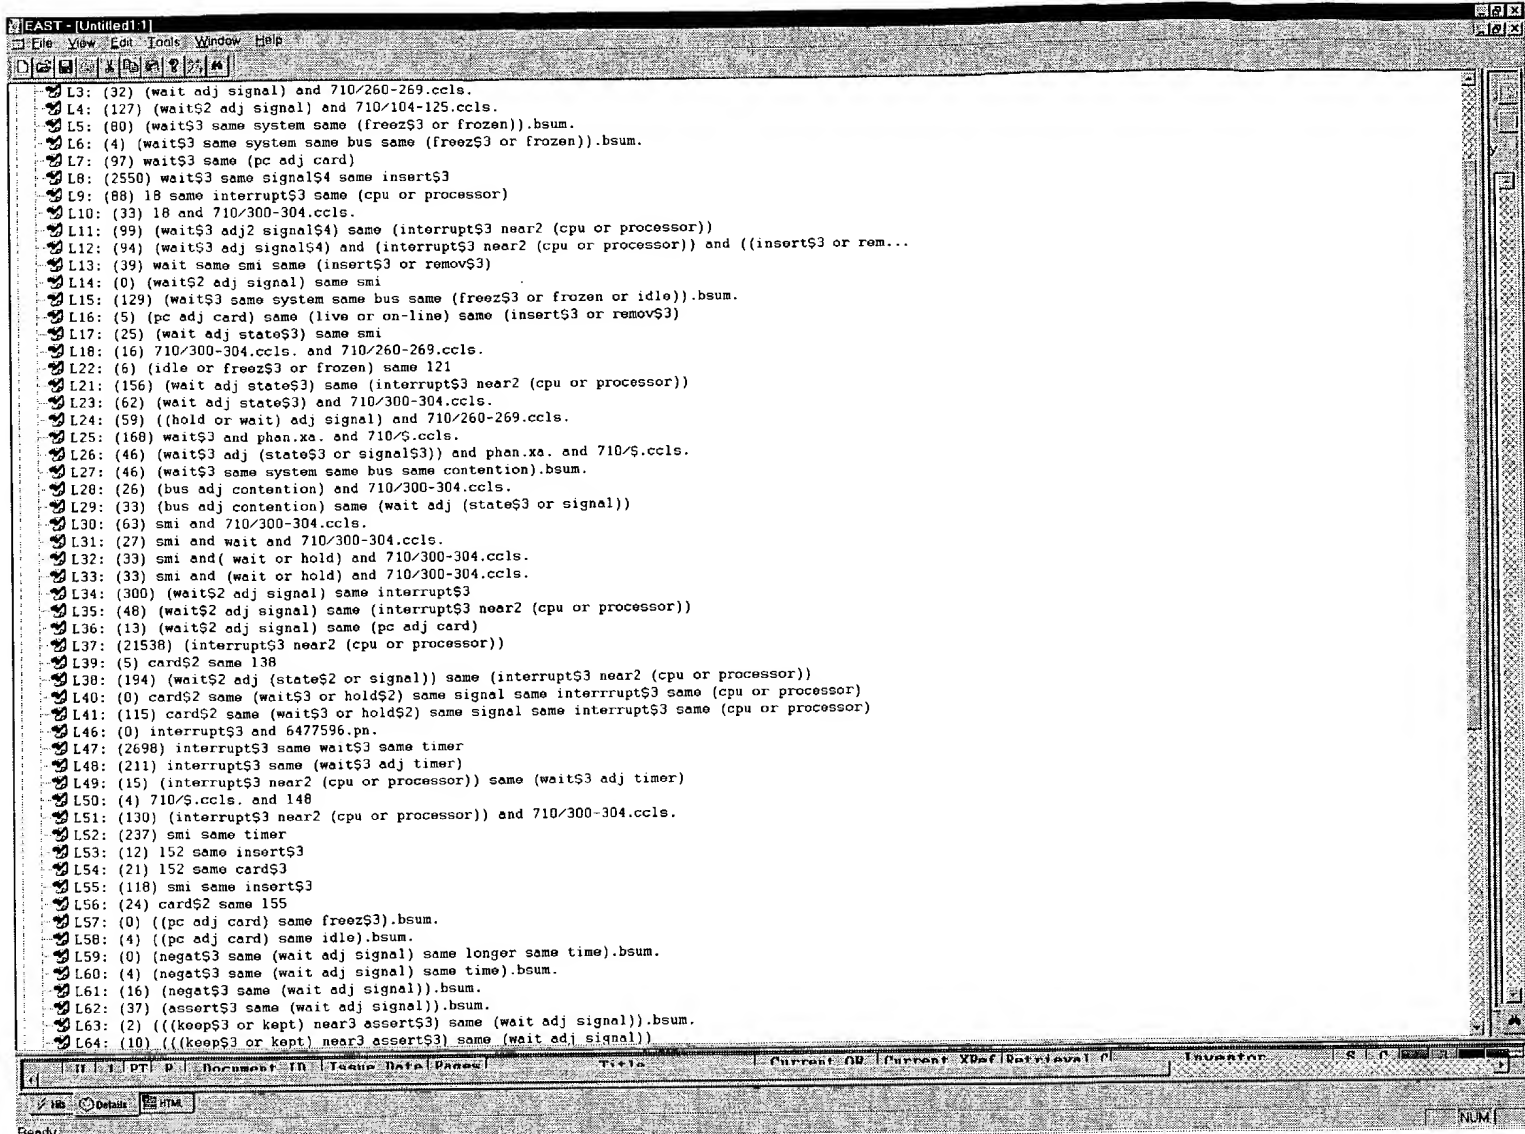 EAST - [Untitled1:1]
File View Edit Tools Window Help
L3: (32) (wait adj signal) and 710/260-269.ccls.
L4: (127) (wait$2 adj signal) and 710/104-125.ccls.
L5: (80) (wait$3 same system same (freez$3 or frozen)).bsum.
L6: (4) (wait$3 same system same bus same (freez$3 or frozen)).bsum.
L7: (97) wait$3 same (pc adj card)
L8: (2550) wait$3 same signal$4 same insert$3
L9: (88) 18 same interrupt$3 same (cpu or processor)
L10: (33) 18 and 710/300-304.ccls.
L11: (99) (wait$3 adj2 signal$4) same (interrupt$3 near2 (cpu or processor))
L12: (94) (wait$3 adj signal$4) and (interrupt$3 near2 (cpu or processor)) and ((insert$3 or rem...
L13: (39) wait same smi same (insert$3 or remov$3)
L14: (0) (wait$2 adj signal) same smi
L15: (129) (wait$3 same system same bus same (freez$3 or frozen or idle)).bsum.
L16: (5) (pc adj card) same (live or on-line) same (insert$3 or remov$3)
L17: (25) (wait adj state$3) same smi
L18: (16) 710/300-304.ccls. and 710/260-269.ccls.
L22: (6) (idle or freez$3 or frozen) same 121
L21: (156) (wait adj state$3) same (interrupt$3 near2 (cpu or processor))
L23: (62) (wait adj state$3) and 710/300-304.ccls.
L24: (59) ((hold or wait) adj signal) and 710/260-269.ccls.
L25: (168) wait$3 and phan.xa. and 710/$.ccls.
L26: (46) (wait$3 adj (state$3 or signal$3)) and phan.xa. and 710/$.ccls.
L27: (46) (wait$3 same system same bus same contention).bsum.
L28: (26) (bus adj contention) and 710/300-304.ccls.
L29: (33) (bus adj contention) same (wait adj (state$3 or signal))
L30: (63) smi and 710/300-304.ccls.
L31: (27) smi and wait and 710/300-304.ccls.
L32: (33) smi and( wait or hold) and 710/300-304.ccls.
L33: (33) smi and (wait or hold) and 710/300-304.ccls.
L34: (300) (wait$2 adj signal) same interrupt$3
L35: (48) (wait$2 adj signal) same (interrupt$3 near2 (cpu or processor))
L36: (13) (wait$2 adj signal) same (pc adj card)
L37: (21538) (interrupt$3 near2 (cpu or processor))
L39: (5) card$2 same 138
L38: (194) (wait$2 adj (state$2 or signal)) same (interrupt$3 near2 (cpu or processor))
L40: (0) card$2 same (wait$3 or hold$2) same signal same interrrupt$3 same (cpu or processor)
L41: (115) card$2 same (wait$3 or hold$2) same signal same interrupt$3 same (cpu or processor)
L46: (0) interrupt$3 and 6477596.pn.
L47: (2698) interrupt$3 same wait$3 same timer
L48: (211) interrupt$3 same (wait$3 adj timer)
L49: (15) (interrupt$3 near2 (cpu or processor)) same (wait$3 adj timer)
L50: (4) 710/$.ccls. and 148
L51: (130) (interrupt$3 near2 (cpu or processor)) and 710/300-304.ccls.
L52: (237) smi same timer
L53: (12) 152 same insert$3
L54: (21) 152 same card$3
L55: (118) smi same insert$3
L56: (24) card$2 same 155
L57: (0) ((pc adj card) same freez$3).bsum.
L58: (4) ((pc adj card) same idle).bsum.
L59: (0) (negat$3 same (wait adj signal) same longer same time).bsum.
L60: (4) (negat$3 same (wait adj signal) same time).bsum.
L61: (16) (negat$3 same (wait adj signal)).bsum.
L62: (37) (assert$3 same (wait adj signal)).bsum.
L63: (2) (((keep$3 or kept) near3 assert$3) same (wait adj signal)).bsum.
L64: (10) (((keep$3 or kept) near3 assert$3) same (wait adj signal))
U 1 PT P Document ID Issue Date Pages Title Current OR Current XRef Retrieval C Inventor S C
Hits Details HTML
Ready NUM